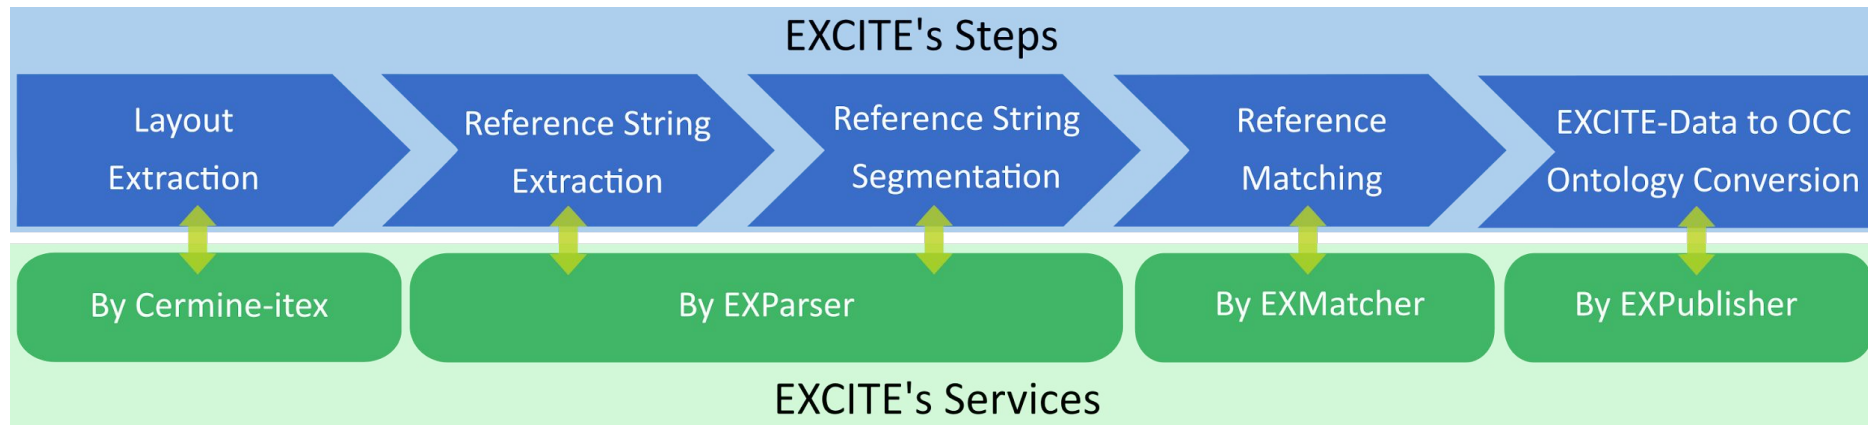 EXCITE's Steps
Layout
Extraction
Reference String
Extraction
Reference String
Segmentation
Reference
Matching
EXCITE-Data to OCC
Ontology Conversion
By Cermine-itex
By EXParser
By EXMatcher
By EXPublisher
EXCITE's Services